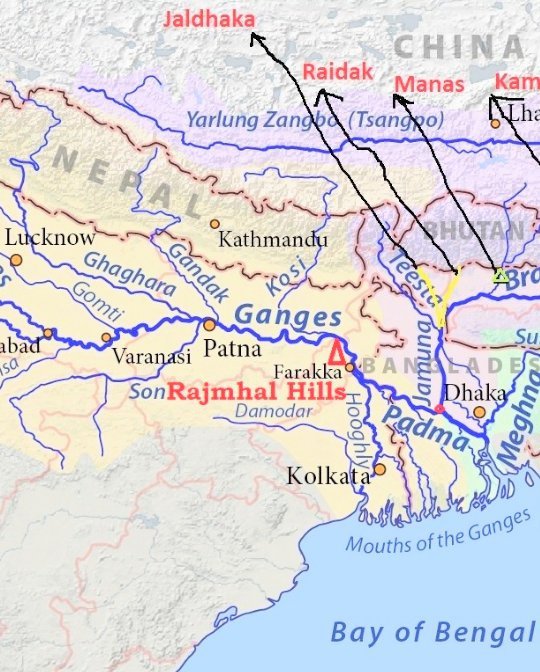 Jaldhaka
CHINA
Raidak
Manas
Kam
Lha
Yarlung Zangbo (Tsangpo)
NEPAL
BHUTAN
Lucknow
Kathmandu
Ghaghara
Gandak
Kosi
Teesta
Bra
es
Gomti
Ganges
Su
abad
Varanasi
Patna
Jamuna
BANGLADES
Farakka
Son
Rajmhal Hills
Dhaka
Damodar
Hooghly
Padma
Meghna
Kolkata
Mouths of the Ganges
Bay of Bengal